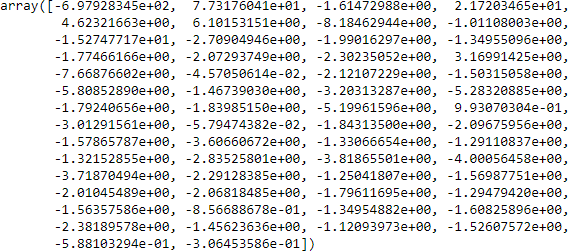 array([-6.97928345e+02, 7.73176041e+01, -1.61472988e+00, 2.17203465e+01,
4.62321663e+00, 6.10153151e+00, -8.18462944e+00, -1.01108003e+00,
-1.52747717e+01, -2.70904946e+00, -1.99016297e+00, -1.34955096e+00,
-1.77466166e+00, -2.07293749e+00, -2.30235052e+00, 3.16991425e+00,
-7.66876602e+00, -4.57050614e-02, -2.12107229e+00, -1.50315058e+00,
-5.80852890e+00, -1.46739030e+00, -3.20313287e+00, -5.28320885e+00,
-1.79240656e+00, -1.83985150e+00, -5.19961596e+00, 9.93070304e-01,
-3.01291561e+00, -5.79474382e-02, -1.84313500e+00, -2.09675956e+00,
-1.57865787e+00, -3.60660672e+00, -1.33066654e+00, -1.29110837e+00,
-1.32152855e+00, -2.83525801e+00, -3.81865501e+00, -4.00056458e+00,
-3.71870494e+00, -2.29128385e+00, -1.25041807e+00, -1.56987751e+00,
-2.01045489e+00, -2.06818485e+00, -1.79611695e+00, -1.29479420e+00,
-1.56357586e+00, -8.56688678e-01, -1.34954882e+00, -1.60825896e+00,
-2.38189578e+00, -1.45623636e+00, -1.12093973e+00, -1.52607572e+00,
-5.88103294e-01, -3.06453586e-01])